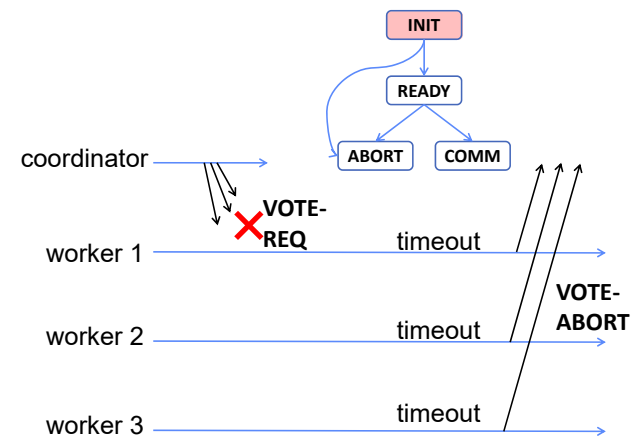 INIT
READY
ABORT
COMM
coordinator
VOTE-
REQ
worker 1
timeout
VOTE-
ABORT
worker 2
timeout
worker 3
timeout